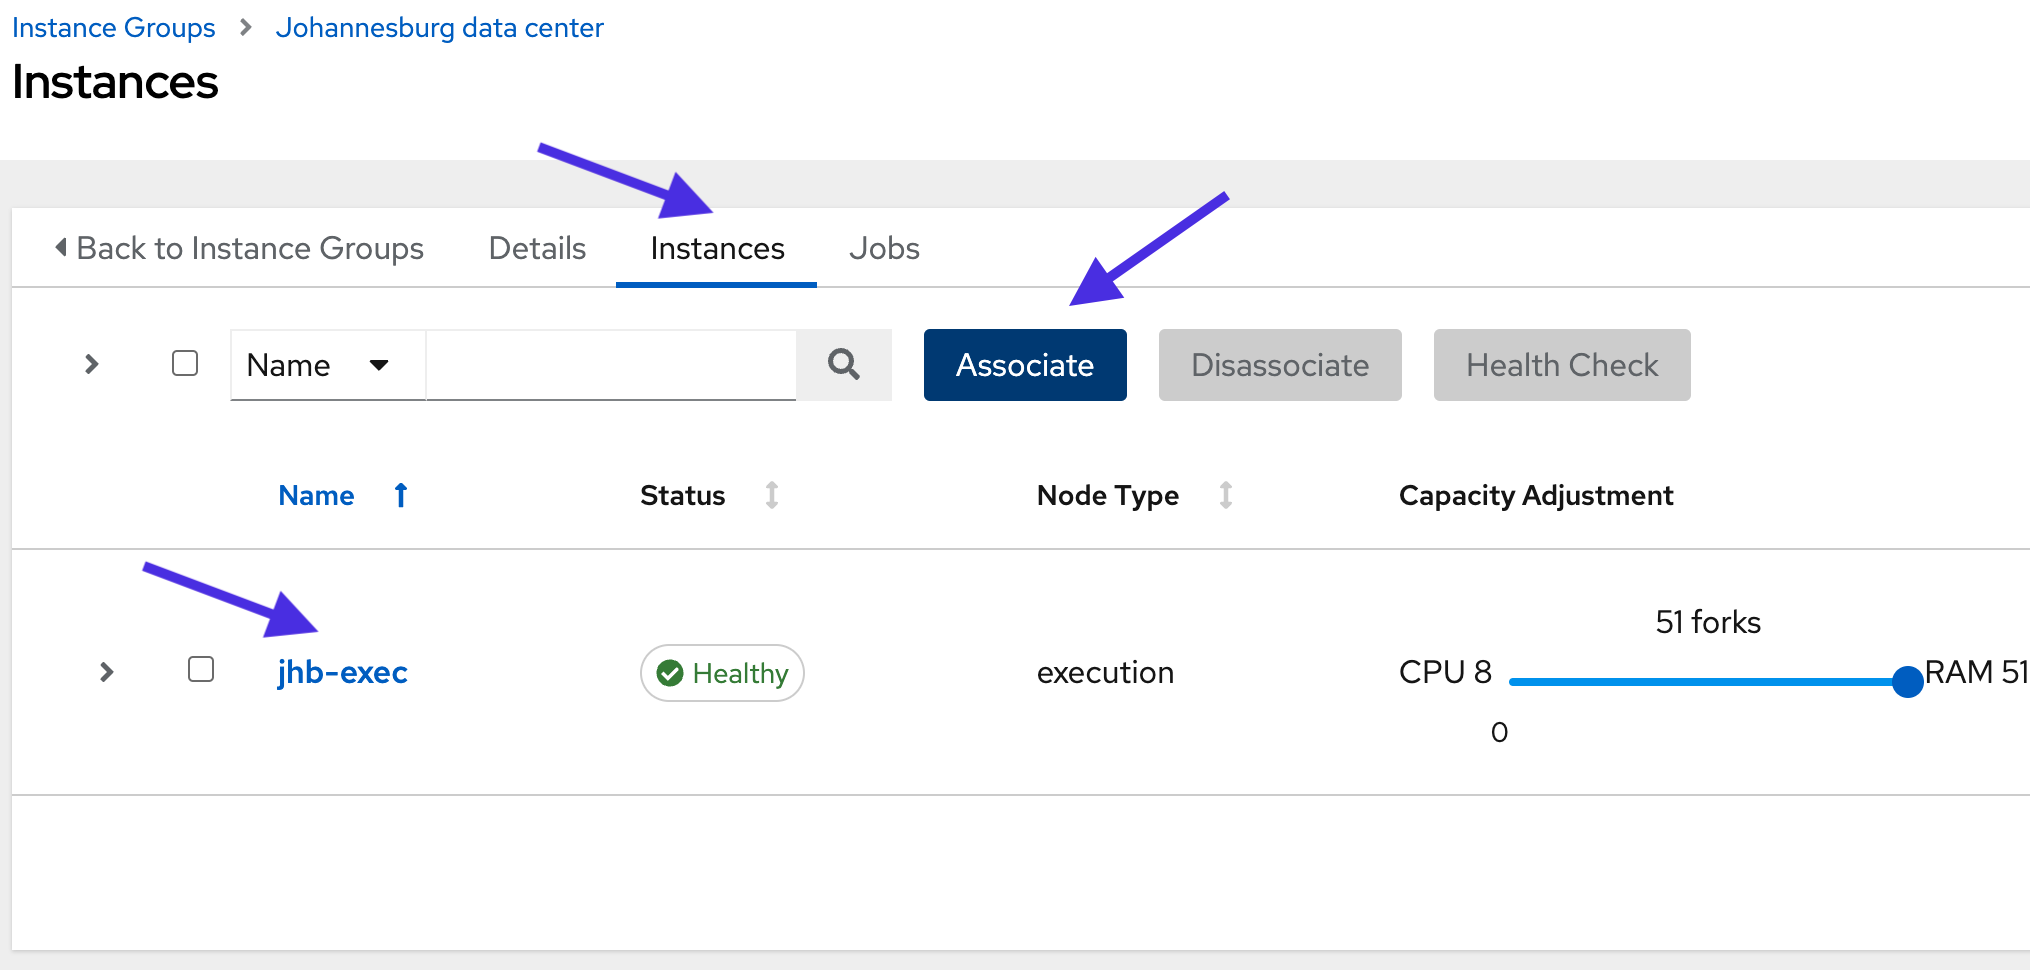 Instance Groups > Johannesburg data center
Instances
Back to Instance Groups Details Instances Jobs
Name Associate Disassociate Health Check
Name Status Node Type Capacity Adjustment
51 forks
jhb-exec Healthy execution CPU 8 RAM 51
0